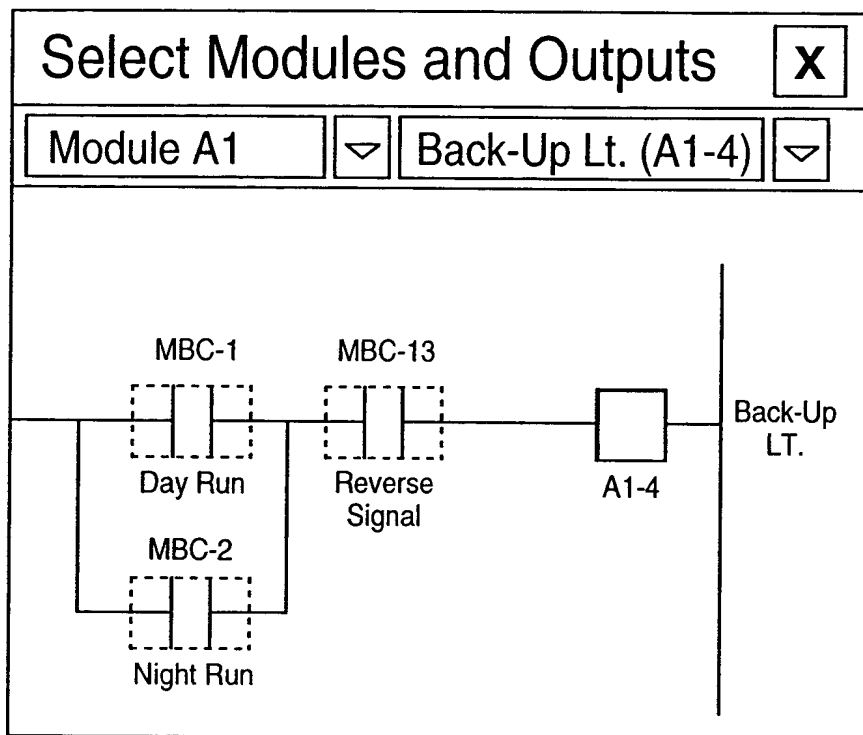 Select Modules and Outputs X
Module A1 Back-Up Lt. (A1-4)
MBC-1 MBC-13
Day Run Reverse Signal
A1-4
Back-Up LT.
MBC-2
Night Run